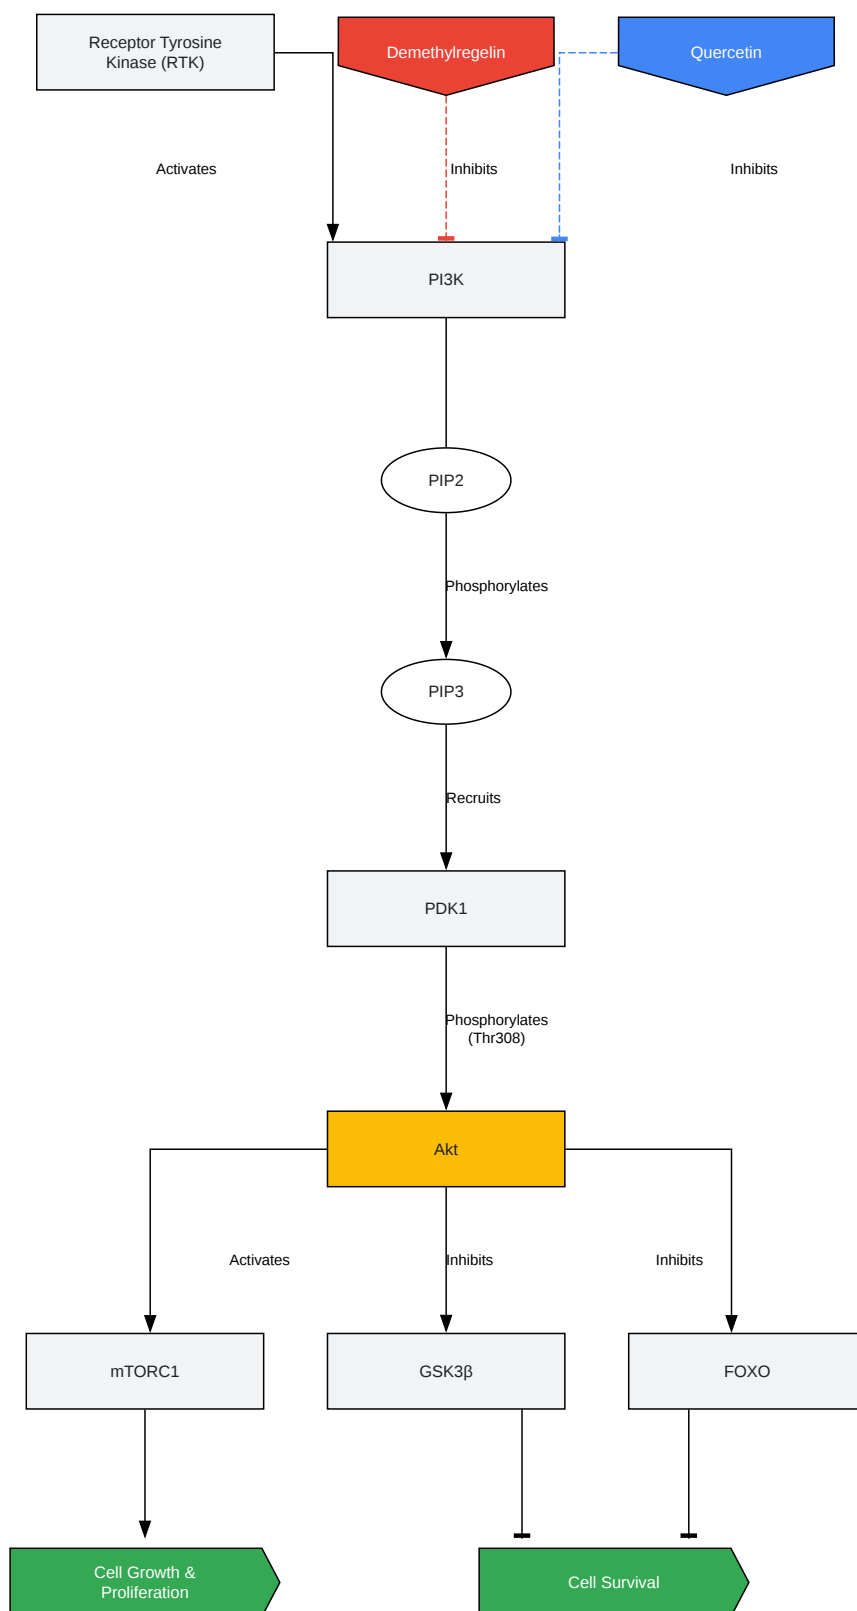 Receptor Tyrosine
Kinase (RTK)
Demethylregelin
Quercetin
Activates
Inhibits
Inhibits
PI3K
PIP2
Phosphorylates
PIP3
Recruits
PDK1
Phosphorylates
(Thr308)
Akt
Activates
Inhibits
Inhibits
mTORC1
GSK3β
FOXO
Cell Growth &
Proliferation
Cell Survival